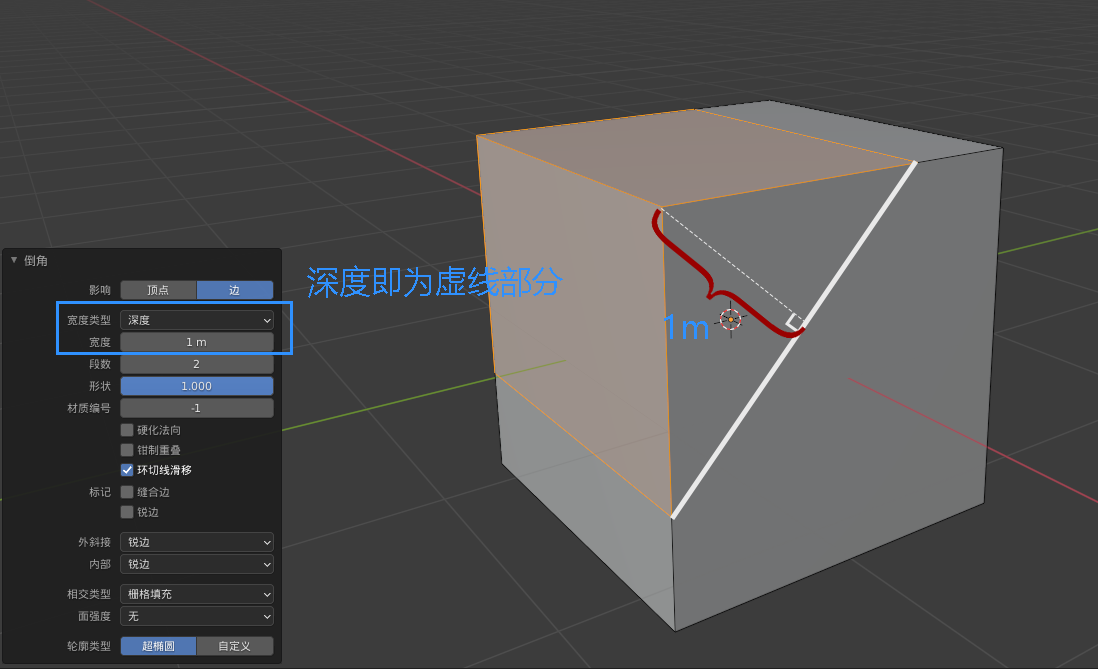 倒角
影响 顶点 边
宽度类型 深度
宽度 1 m
段数 2
形状 1.000
材质编号 -1
硬化法向
钳制重叠
环切线滑移
标记 缝合边
锐边
外斜接 锐边
内部 锐边
相交类型 栅格填充
面强度 无
轮廓类型 超椭圆 自定义
深度即为虚线部分
1m